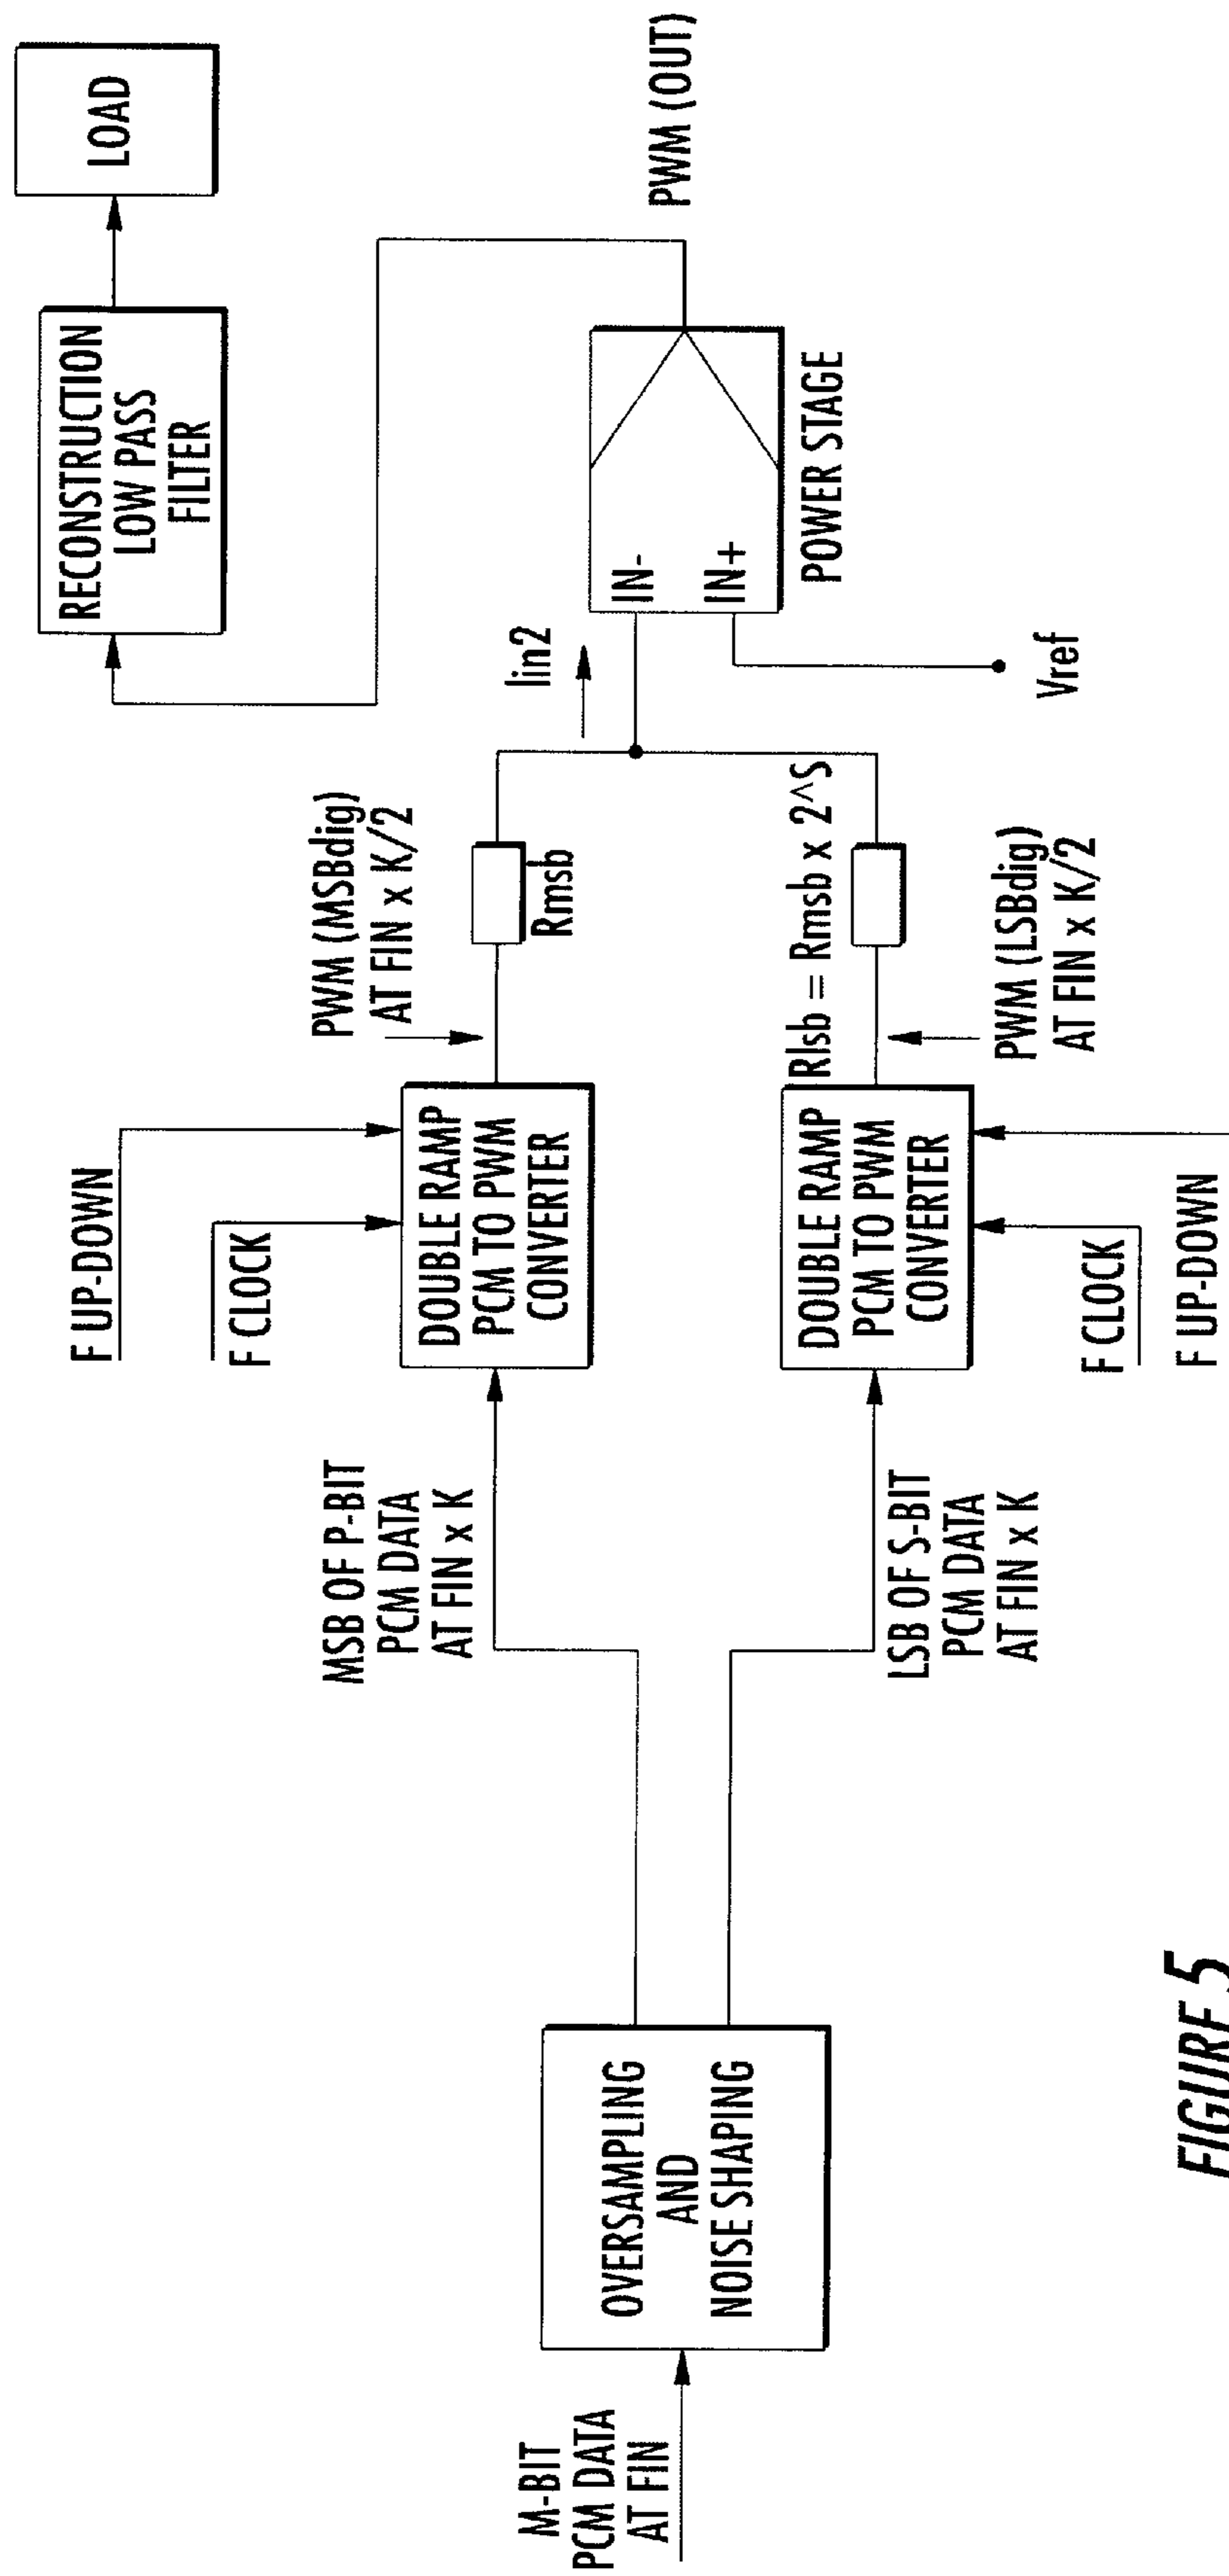 M-BIT
PCM DATA
AT FIN
OVERSAMPLING
AND
NOISE SHAPING
MSB OF P-BIT
PCM DATA
AT FIN x K
LSB OF S-BIT
PCM DATA
AT FIN x K
F UP-DOWN
F CLOCK
DOUBLE RAMP
PCM TO PWM
CONVERTER
DOUBLE RAMP
PCM TO PWM
CONVERTER
F CLOCK
F UP-DOWN
PWM (MSBdig)
AT FIN x K/2
Rmsb
Rlsb = Rmsb x 2^S
PWM (LSBdig)
AT FIN x K/2
Iin2
IN-
IN+
POWER STAGE
Vref
PWM (OUT)
RECONSTRUCTION
LOW PASS
FILTER
LOAD
FIGURE 5